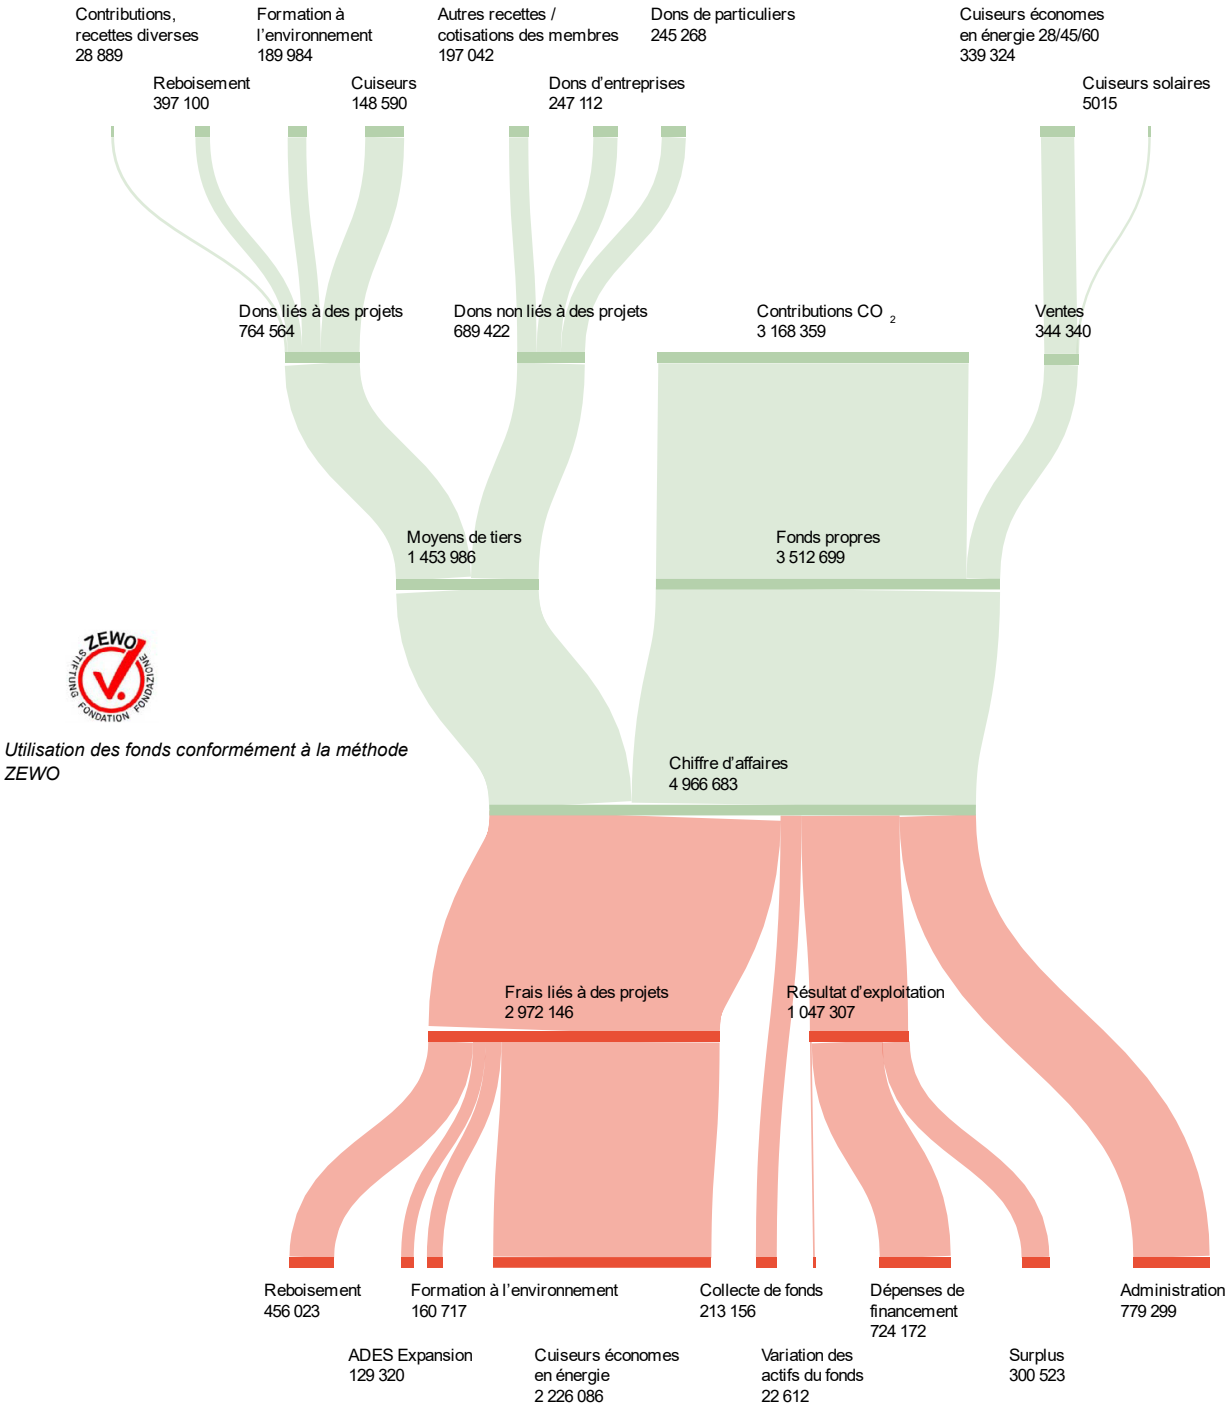 Contributions,
recettes diverses
28 889
Formation à
l’environnement
189 984
Autres recettes /
cotisations des membres
197 042
Dons de particuliers
245 268
Cuiseurs économes
en énergie 28/45/60
339 324
Reboisement
397 100
Cuiseurs
148 590
Dons d’entreprises
247 112
Cuiseurs solaires
5015
Dons liés à des projets
764 564
Dons non liés à des projets
689 422
Contributions CO 2
3 168 359
Ventes
344 340
Moyens de tiers
1 453 986
Fonds propres
3 512 699
ZEWO
STIFTUNG FONDATION FONDAZIONE
Utilisation des fonds conformément à la méthode
ZEWO
Chiffre d’affaires
4 966 683
Frais liés à des projets
2 972 146
Résultat d’exploitation
1 047 307
Reboisement
456 023
Formation à l’environnement
160 717
Collecte de fonds
213 156
Dépenses de
financement
724 172
Administration
779 299
ADES Expansion
129 320
Cuiseurs économes
en énergie
2 226 086
Variation des
actifs du fonds
22 612
Surplus
300 523